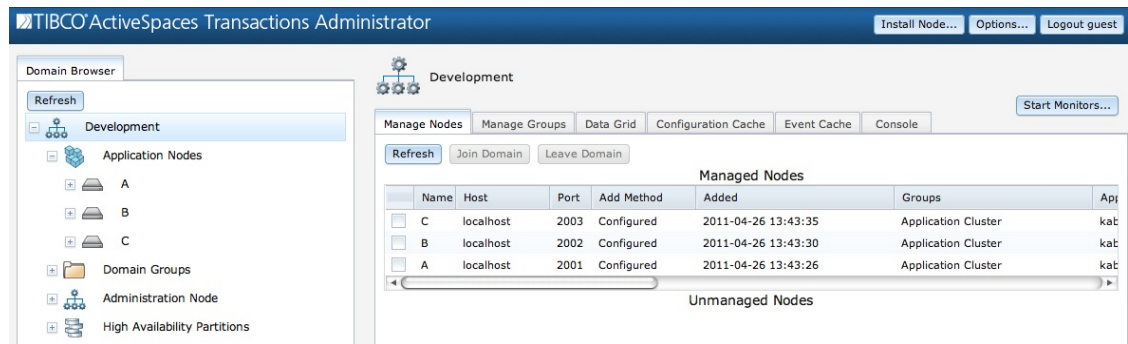 TIBCO® ActiveSpaces Transactions Administrator
Install Node... Options... Logout guest
Domain Browser
Refresh
Development
Application Nodes
A
B
C
Domain Groups
Administration Node
High Availability Partitions
Development
Start Monitors...
Manage Nodes Manage Groups Data Grid Configuration Cache Event Cache Console
Refresh Join Domain Leave Domain
Managed Nodes
Name Host Port Add Method Added Groups
C localhost 2003 Configured 2011-04-26 13:43:35 Application Cluster kab
B localhost 2002 Configured 2011-04-26 13:43:30 Application Cluster kab
A localhost 2001 Configured 2011-04-26 13:43:26 Application Cluster kab
Unmanaged Nodes